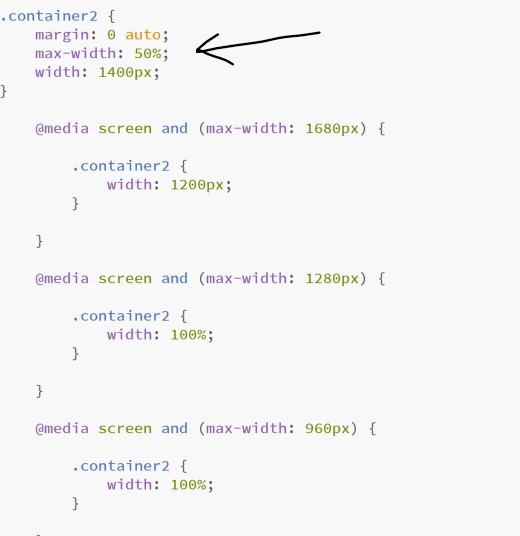 .container2 {
    margin: 0 auto;
    max-width: 50%;
    width: 1400px;
}
    @media screen and (max-width: 1680px) {
        .container2 {
            width: 1200px;
        }
    }
    @media screen and (max-width: 1280px) {
        .container2 {
            width: 100%;
        }
    }
    @media screen and (max-width: 960px) {
        .container2 {
            width: 100%;
        }